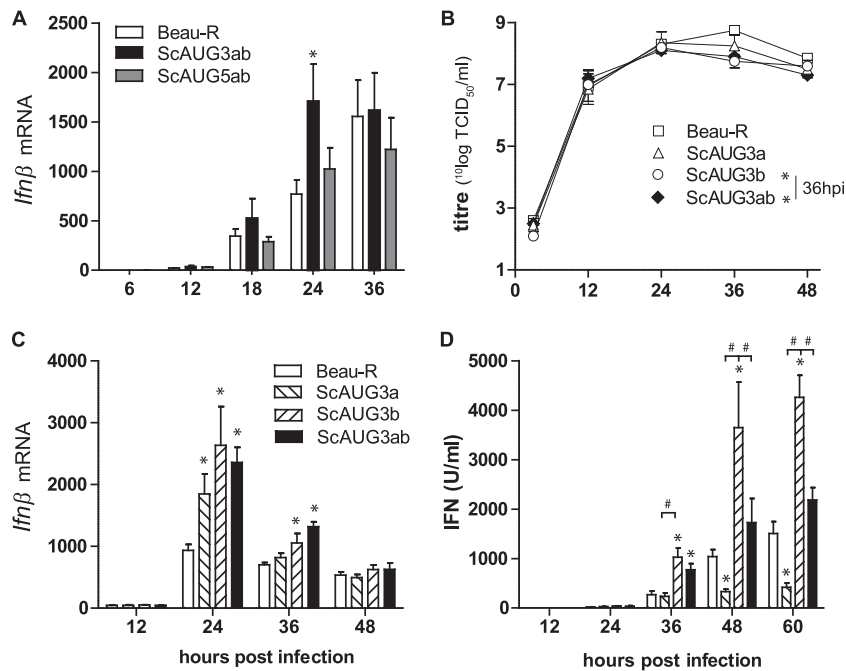 A
Ifnβ mRNA
2500
2000
1500
1000
500
0
Beau-R
ScAUG3ab
ScAUG5ab
*
6 12 18 24 36
B
titre (¹⁰log TCID₅₀/ml)
9
7
5
3
1
Beau-R
ScAUG3a
ScAUG3b *
ScAUG3ab *
36hpi
0 12 24 36 48
C
Ifnβ mRNA
4000
3000
2000
1000
0
Beau-R
ScAUG3a
ScAUG3b
ScAUG3ab
* * *
* *
12 24 36 48
hours post infection
D
IFN (U/ml)
5000
4000
3000
2000
1000
0
# # # #
* *
#
* * * *
12 24 36 48 60
hours post infection